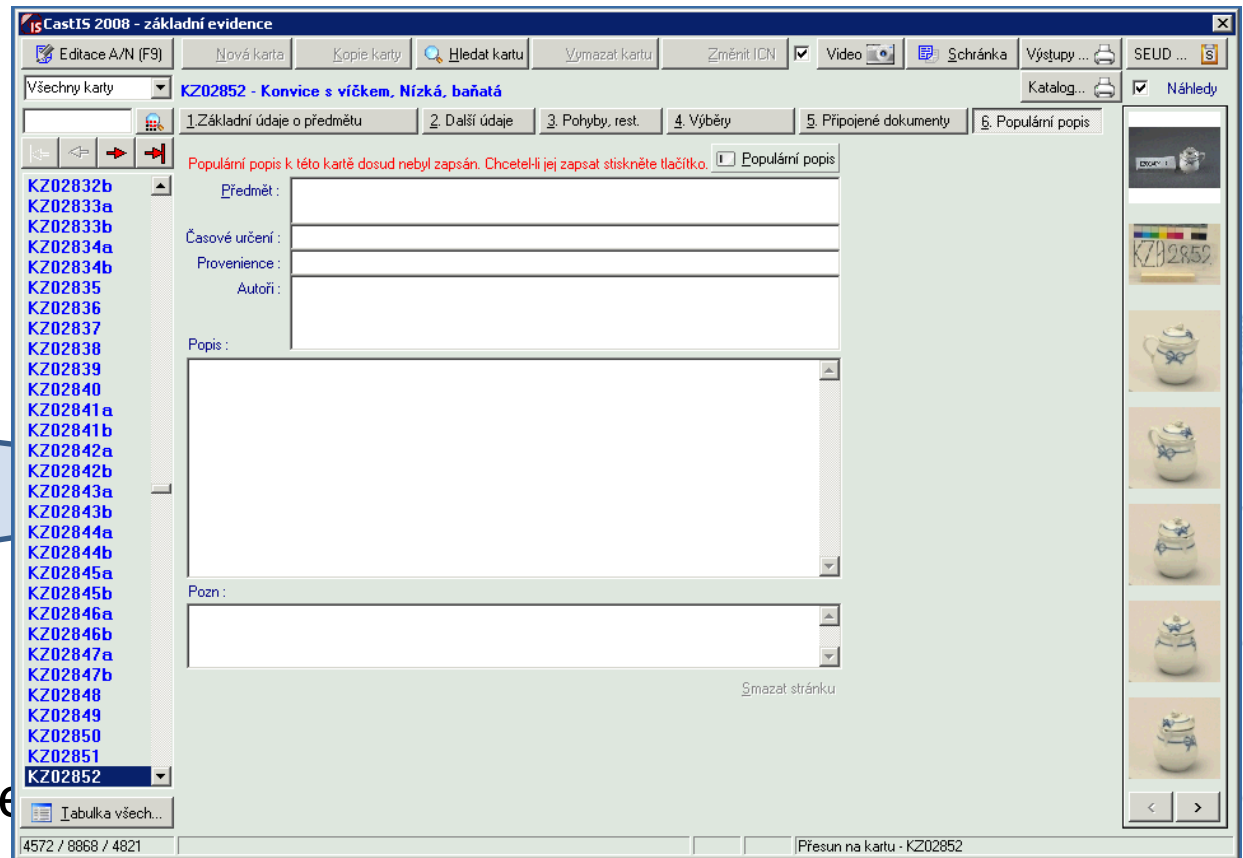 CastIS 2008 - základní evidence
Editace A/N (F9) Nová karta Kopie karty Hledat kartu Vymazat kartu Změnit ICN Video Schránka Výstupy ... SEUD ...
Všechny karty KZ02852 - Konvice s víčkem, Nízká, baňatá Katalog... Náhledy
1.Základní údaje o předmětu 2. Další údaje 3. Pohyby, rest. 4. Výběry 5. Připojené dokumenty 6. Populární popis
Populární popis k této kartě dosud nebyl zapsán. Chcetel-li jej zapsat stiskněte tlačítko. Populární popis
Předmět :
Časové určení :
Provenience :
Autoři :
Popis :
Pozn :
Smazat stránku
KZ02832b
KZ02833a
KZ02833b
KZ02834a
KZ02834b
KZ02835
KZ02836
KZ02837
KZ02838
KZ02839
KZ02840
KZ02841a
KZ02841b
KZ02842a
KZ02842b
KZ02843a
KZ02843b
KZ02844a
KZ02844b
KZ02845a
KZ02845b
KZ02846a
KZ02846b
KZ02847a
KZ02847b
KZ02848
KZ02849
KZ02850
KZ02851
KZ02852
Tabulka všech...
KZ02852
4572 / 8868 / 4821 Přesun na kartu - KZ02852